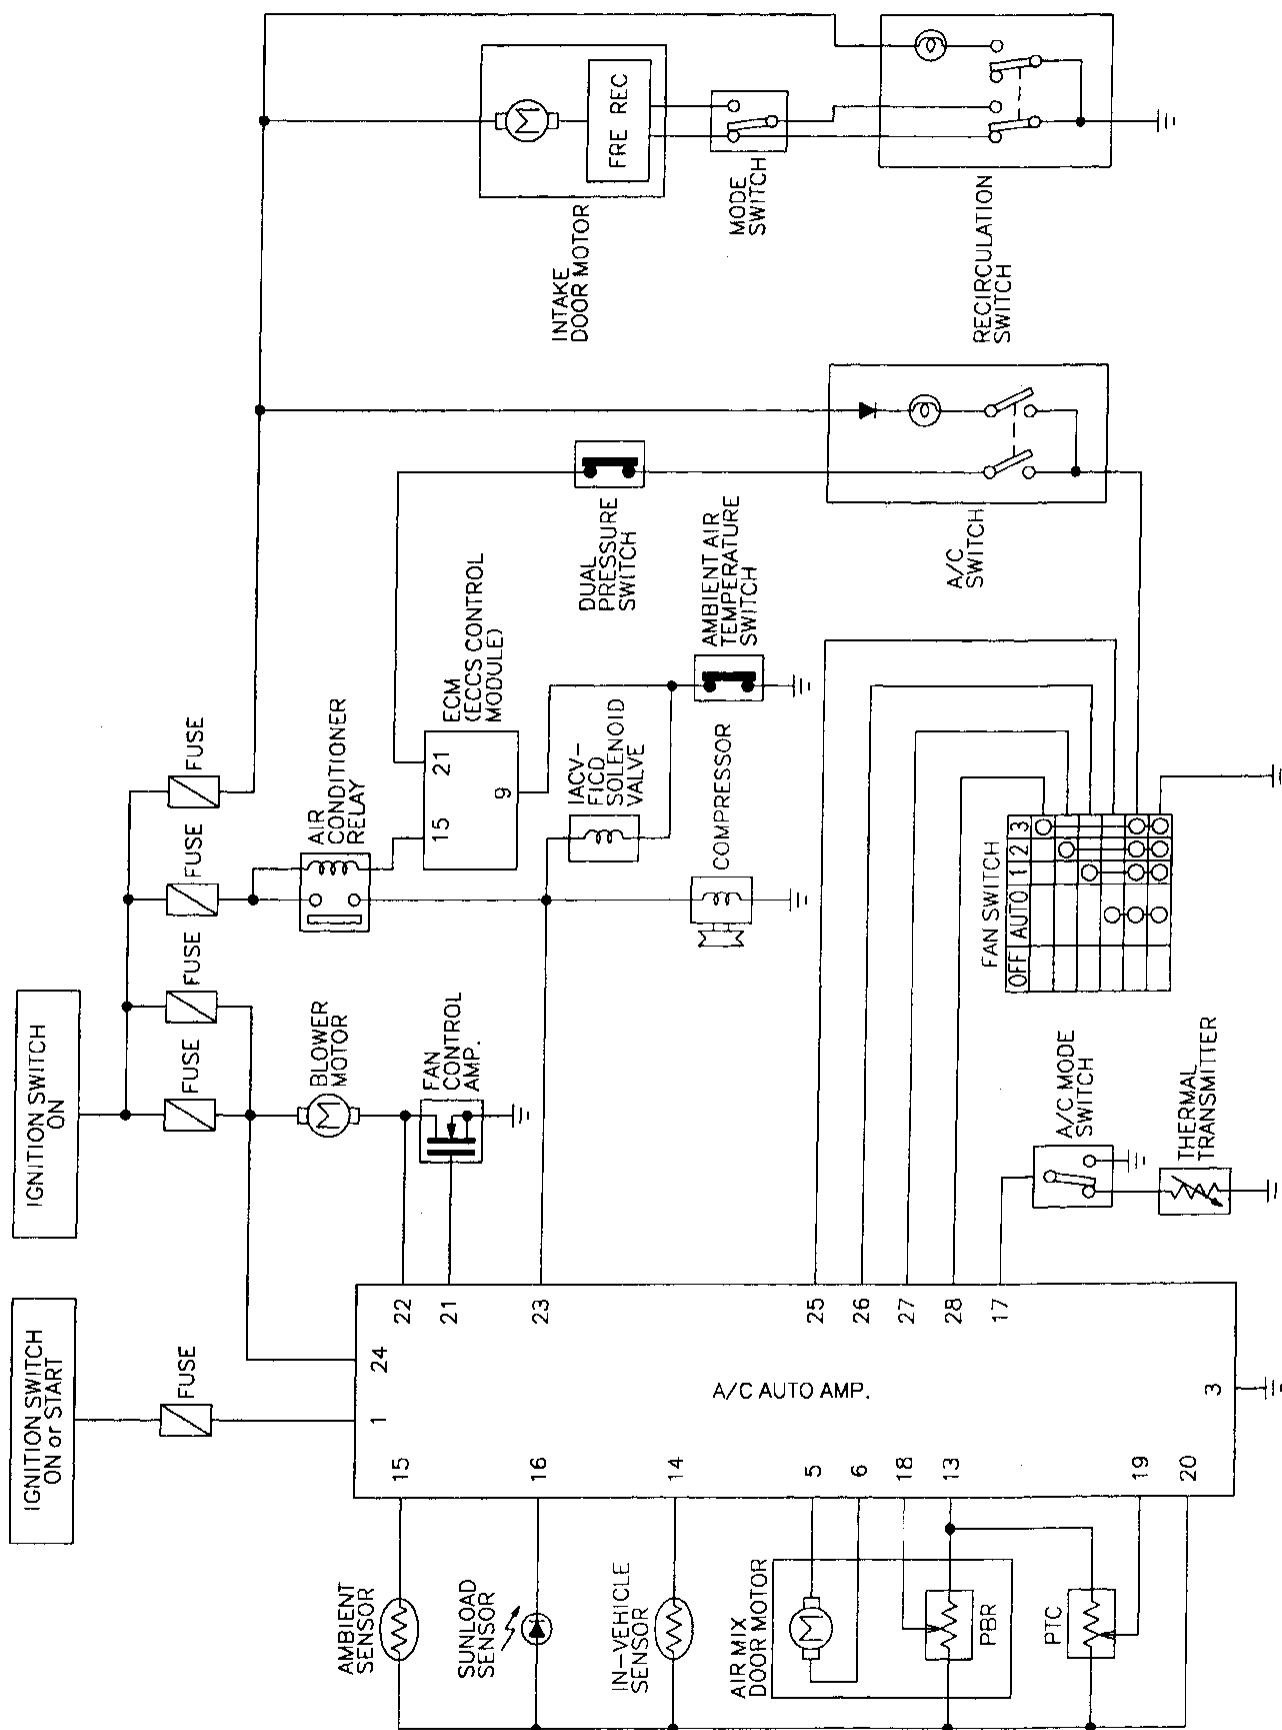 IGNITION SWITCH
ON or START
IGNITION SWITCH
ON
FUSE
FUSE
FUSE
FUSE
FUSE
BLOWER
MOTOR
FAN
CONTROL
AMP.
AIR
CONDITIONER
RELAY
ECM
(ECCS CONTROL
MODULE)
15
21
9
IACV-
FICD
SOLENOID
VALVE
COMPRESSOR
DUAL
PRESSURE
SWITCH
AMBIENT AIR
TEMPERATURE
SWITCH
INTAKE
DOOR MOTOR
M
FRE REC
MODE
SWITCH
RECIRCULATION
SWITCH
A/C
SWITCH
M
1
24
22
21
23
25
26
27
28
17
A/C AUTO AMP.
3
15
16
14
5
6
18
13
19
20
AMBIENT
SENSOR
SUNLOAD
SENSOR
IN-VEHICLE
SENSOR
AIR MIX
DOOR MOTOR
M
PBR
PTC
A/C MODE
SWITCH
THERMAL
TRANSMITTER
FAN SWITCH
OFF AUTO 1 2 3